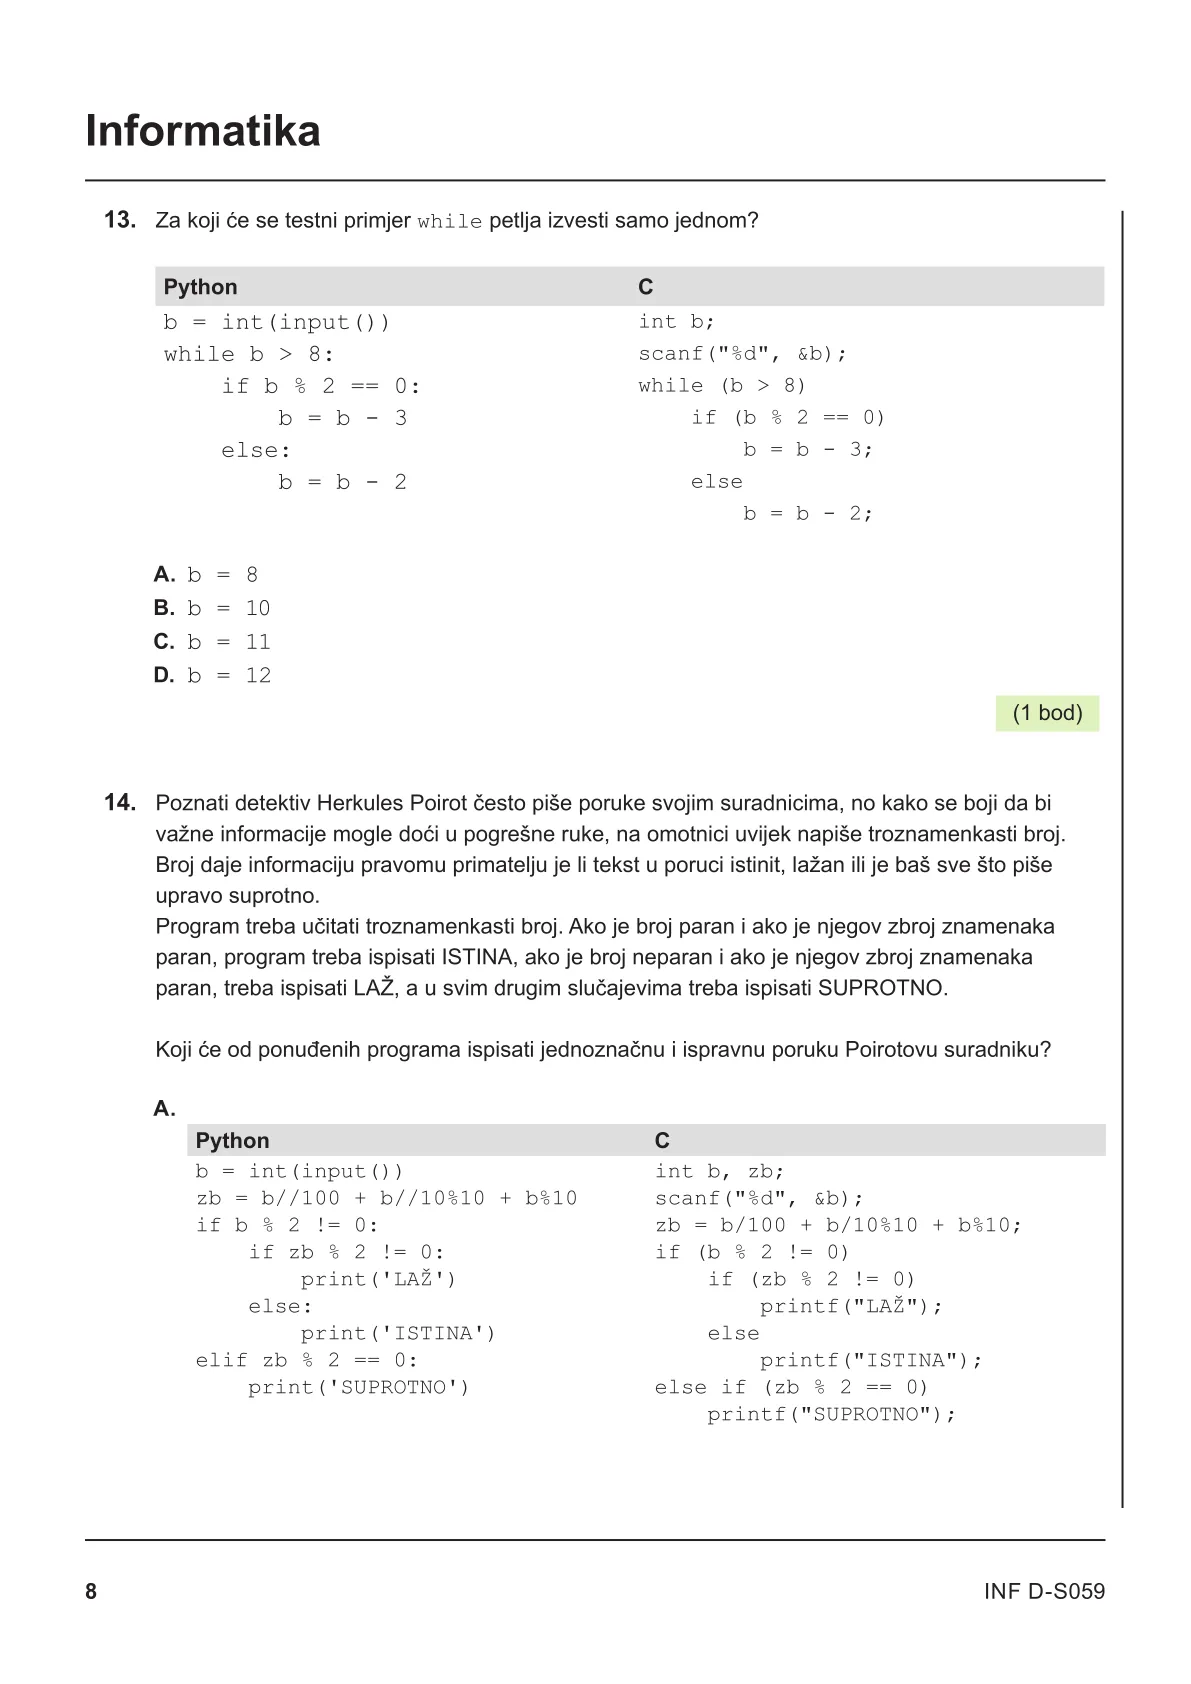 Informatika
13. Za koji će se testni primjer while petlja izvesti samo jednom?
Python C
b = int(input()) int b;
while b > 8: scanf("%d", &b);
if b % 2 == 0: while (b > 8)
b = b - 3 if (b % 2 == 0)
else: b = b - 3;
b = b - 2 else
b = b - 2;
A. b = 8
B. b = 10
C. b = 11
D. b = 12
(1 bod)
14. Poznati detektiv Herkules Poirot često piše poruke svojim suradnicima, no kako se boji da bi
važne informacije mogle doći u pogrešne ruke, na omotnici uvijek napiše troznamenkasti broj.
Broj daje informaciju pravomu primatelju je li tekst u poruci istinit, lažan ili je baš sve što piše
upravo suprotno.
Program treba učitati troznamenkasti broj. Ako je broj paran i ako je njegov zbroj znamenaka
paran, program treba ispisati ISTINA, ako je broj neparan i ako je njegov zbroj znamenaka
paran, treba ispisati LAŽ, a u svim drugim slučajevima treba ispisati SUPROTNO.
Koji će od ponuđenih programa ispisati jednoznačnu i ispravnu poruku Poirotovu suradniku?
A.
Python C
b = int(input()) int b, zb;
zb = b//100 + b//10%10 + b%10 scanf("%d", &b);
if b % 2 != 0: zb = b/100 + b/10%10 + b%10;
if zb % 2 != 0: if (b % 2 != 0)
print('LAŽ') if (zb % 2 != 0)
else: printf("LAŽ");
print('ISTINA') else
elif zb % 2 == 0: printf("ISTINA");
print('SUPROTNO') else if (zb % 2 == 0)
printf("SUPROTNO");
8 INF D-S059